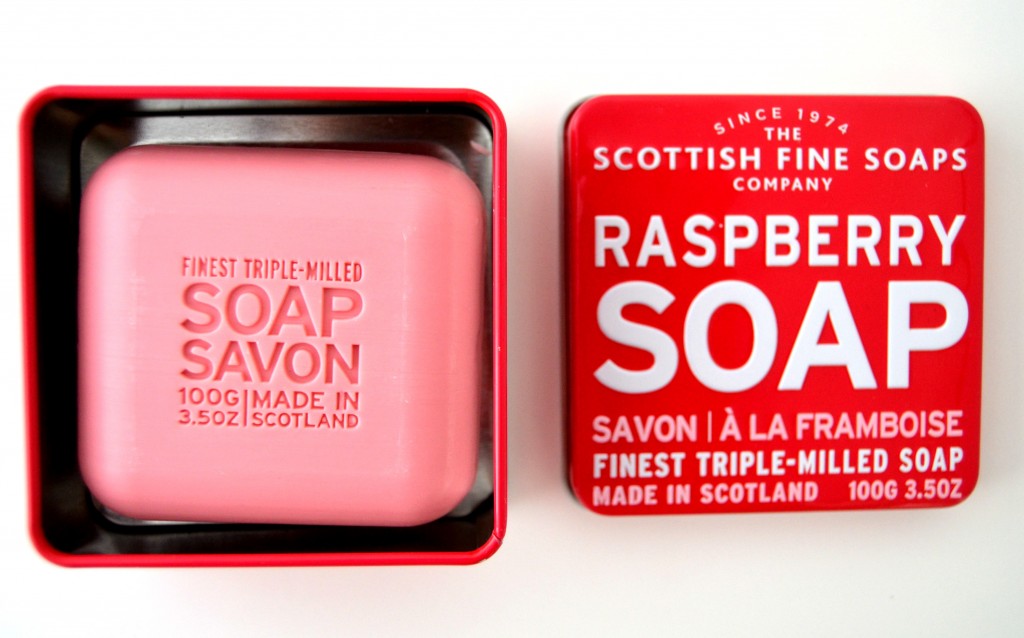 FINEST TRIPLE-MILLED
SOAP
SAVON
100G | MADE IN
3.5OZ | SCOTLAND
SINCE 1974
THE
SCOTTISH FINE SOAPS
COMPANY
RASPBERRY
SOAP
SAVON | À LA FRAMBOISE
FINEST TRIPLE-MILLED SOAP
MADE IN SCOTLAND 100G 3.5OZ